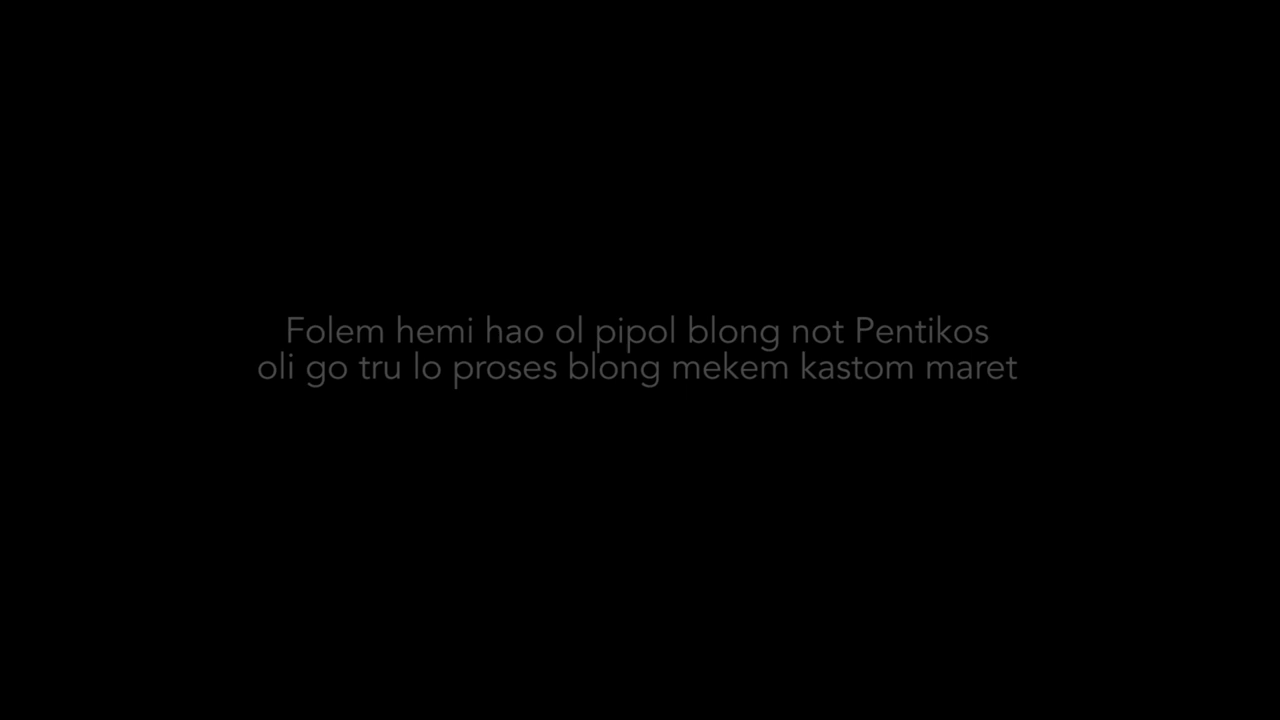 Folem hemi hao ol pipol blong not Pentikos
oli go tru lo proses blong mekem kastom maret